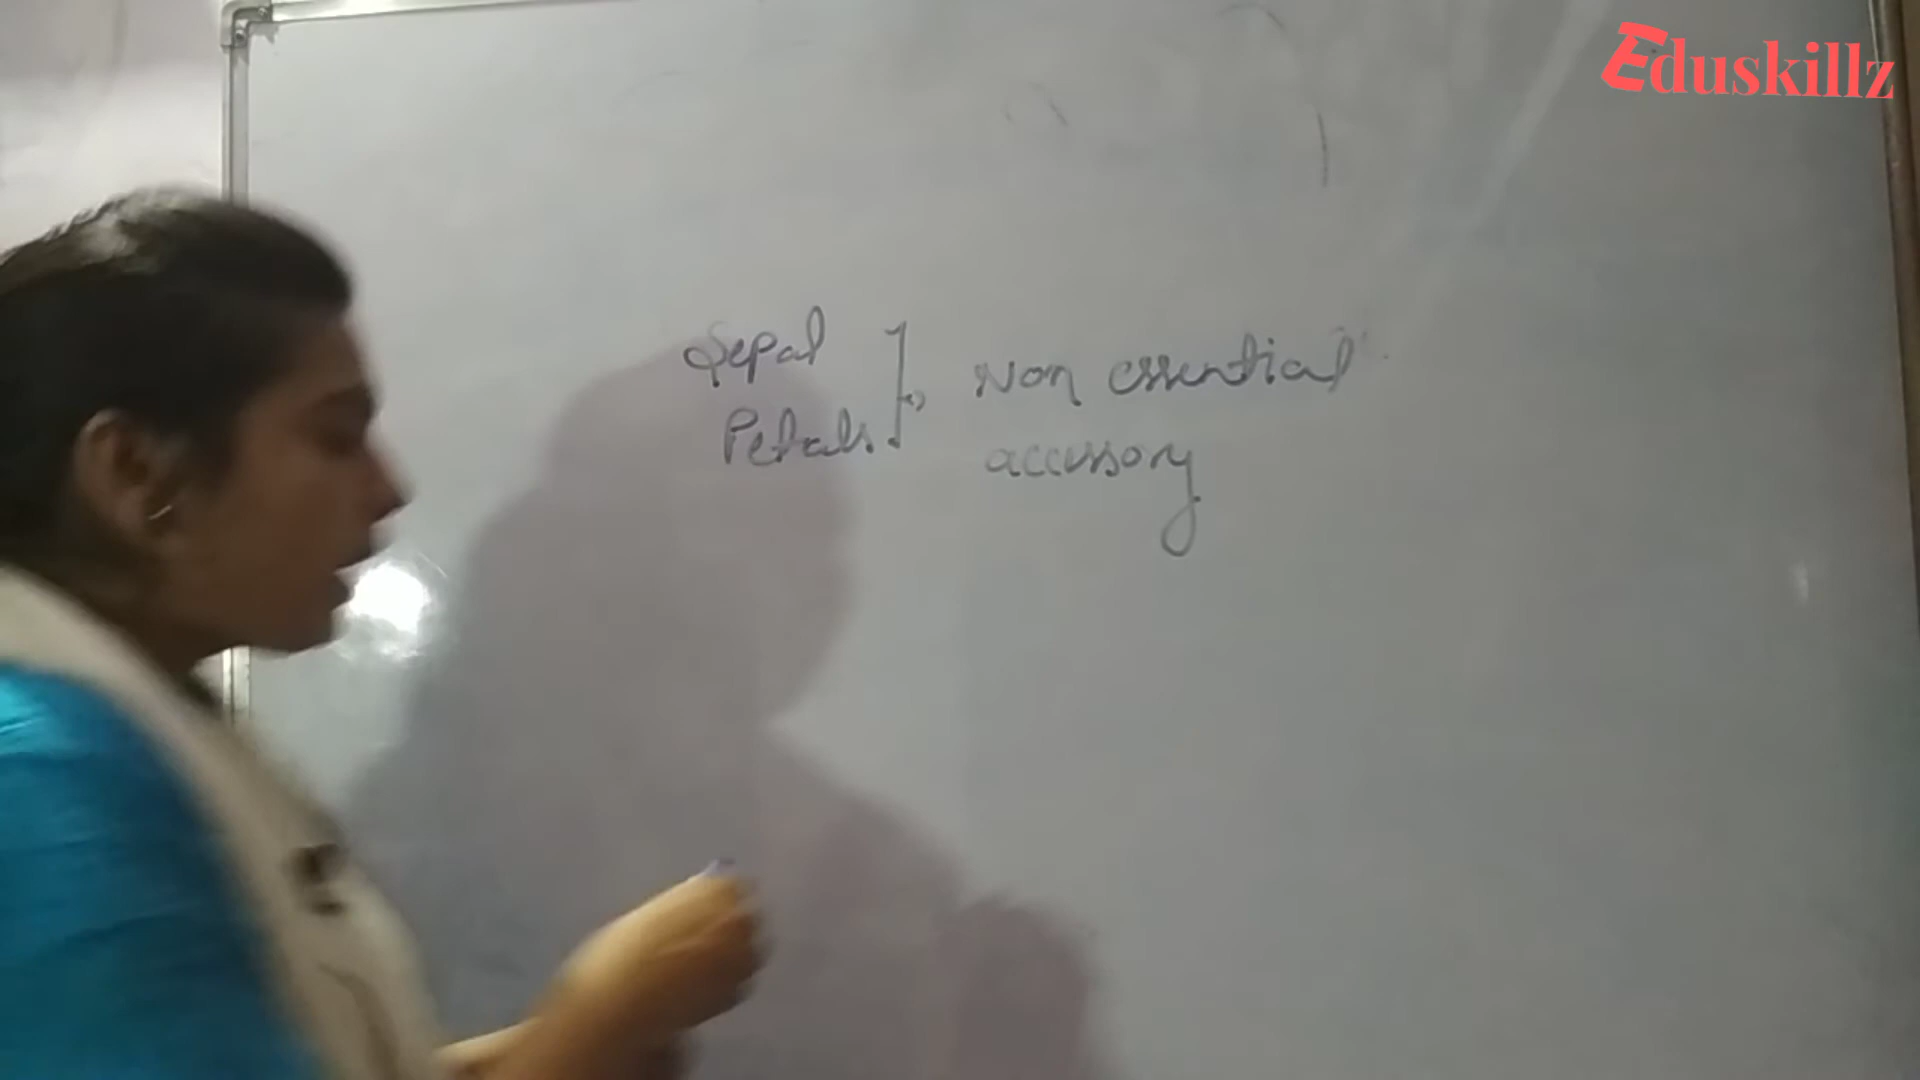 Eduskillz
Sepal
Petals.
Non essential
accessory